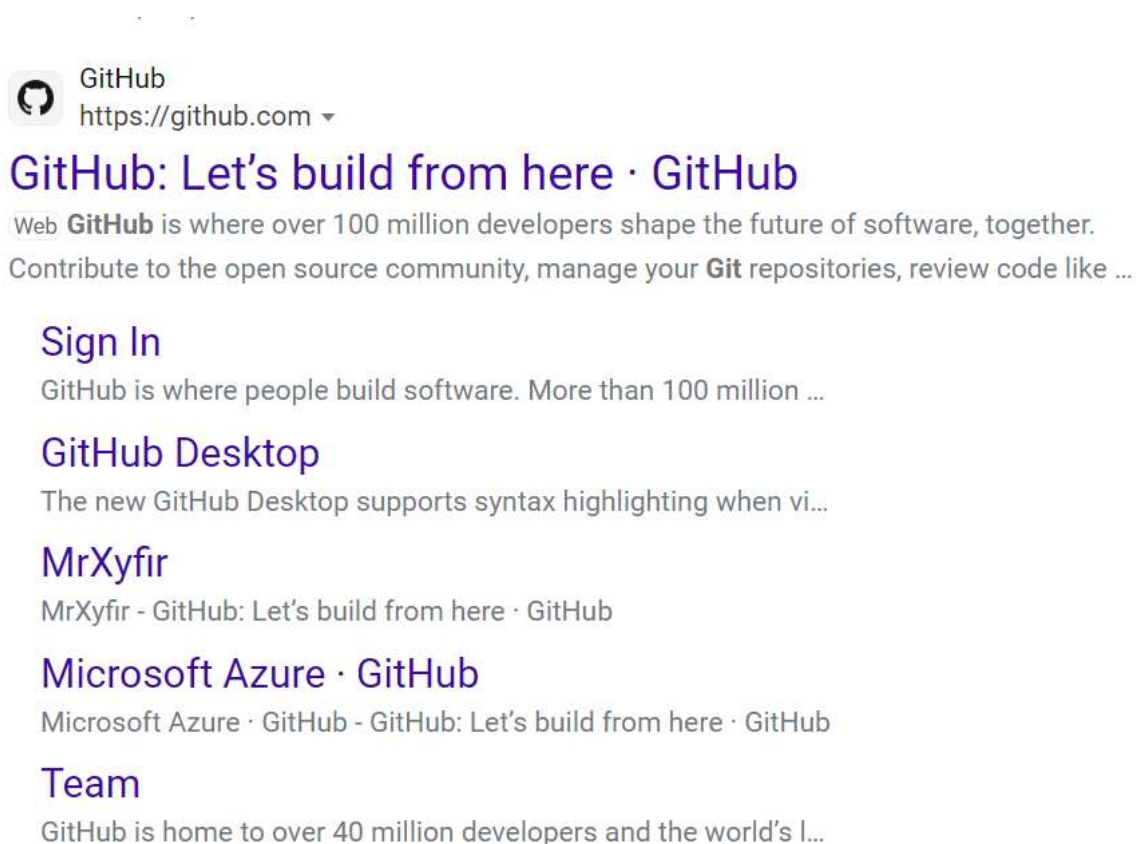 GitHub
https://github.com
GitHub: Let’s build from here · GitHub
Web GitHub is where over 100 million developers shape the future of software, together.
Contribute to the open source community, manage your Git repositories, review code like ...
Sign In
GitHub is where people build software. More than 100 million ...
GitHub Desktop
The new GitHub Desktop supports syntax highlighting when vi...
MrXyfir
MrXyfir - GitHub: Let’s build from here · GitHub
Microsoft Azure · GitHub
Microsoft Azure · GitHub - GitHub: Let’s build from here · GitHub
Team
GitHub is home to over 40 million developers and the world’s l...